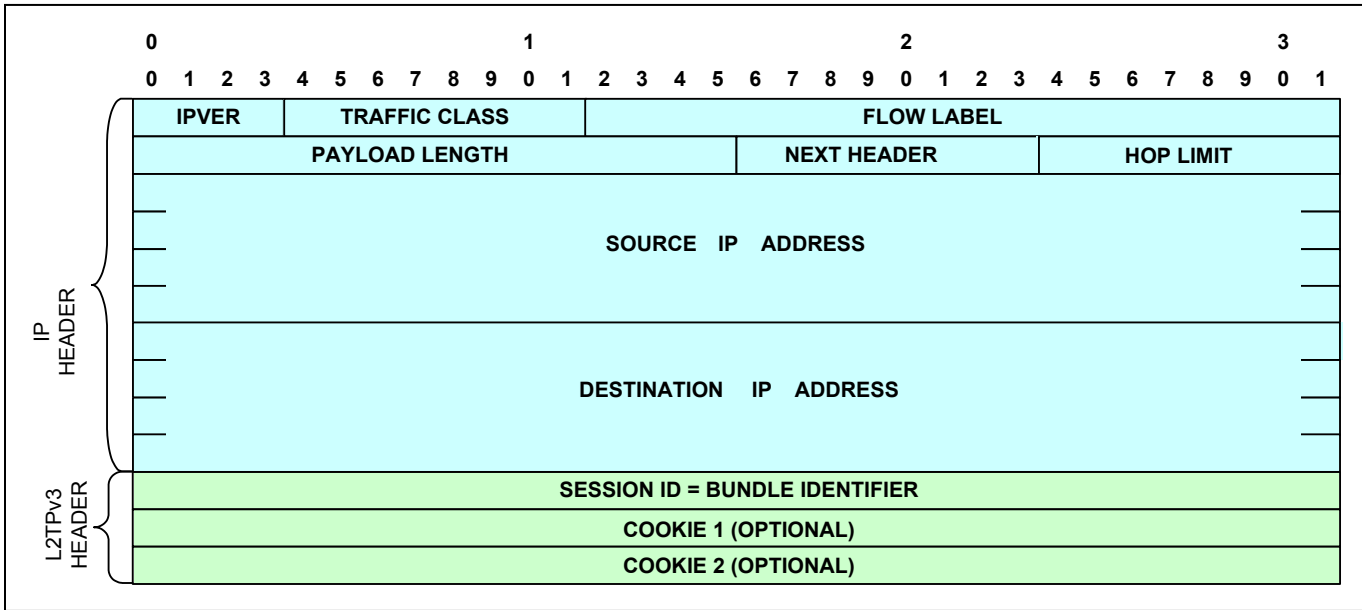 0 1 2 3
0 1 2 3 4 5 6 7 8 9 0 1 2 3 4 5 6 7 8 9 0 1 2 3 4 5 6 7 8 9 0 1
IPVER TRAFFIC CLASS FLOW LABEL
PAYLOAD LENGTH NEXT HEADER HOP LIMIT
SOURCE IP ADDRESS
IP
HEADER
DESTINATION IP ADDRESS
L2TPv3
HEADER
SESSION ID = BUNDLE IDENTIFIER
COOKIE 1 (OPTIONAL)
COOKIE 2 (OPTIONAL)